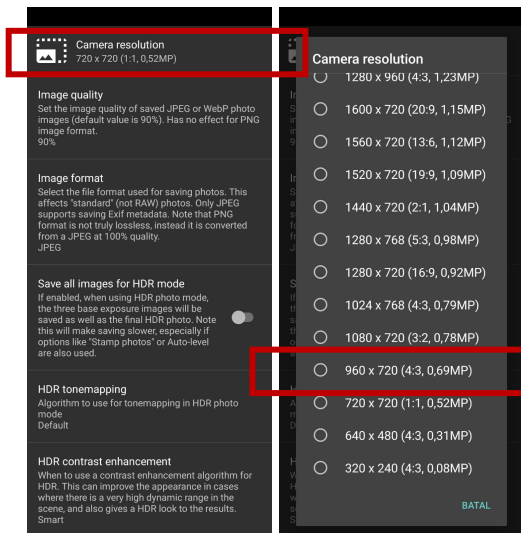 Camera resolution
720 x 720 (1:1, 0,52MP)
Image quality
Set the image quality of saved JPEG or WebP photo
images (default value is 90%). Has no effect for PNG
image format.
90%
Image format
Select the file format used for saving photos. This
affects "standard" (not RAW) photos. Only JPEG
supports saving Exif metadata. Note that PNG
format is not truly lossless, instead it is converted
from a JPEG at 100% quality.
JPEG
Save all images for HDR mode
If enabled, when using HDR photo mode,
the three base exposure images will be
saved as well as the final HDR photo. Note
this will make saving slower, especially if
options like "Stamp photos" or Auto-level
are also used.
HDR tonemapping
Algorithm to use for tonemapping in HDR photo
mode
Default
HDR contrast enhancement
When to use a contrast enhancement algorithm for
HDR. This can improve the appearance in cases
where there is a very high dynamic range in the
scene, and also gives a HDR look to the results.
Smart
Camera resolution
1280 x 960 (4:3, 1,23MP)
1600 x 720 (20:9, 1,15MP)
1560 x 720 (13:6, 1,12MP)
1520 x 720 (19:9, 1,09MP)
1440 x 720 (2:1, 1,04MP)
1280 x 768 (5:3, 0,98MP)
1280 x 720 (16:9, 0,92MP)
1024 x 768 (4:3, 0,79MP)
1080 x 720 (3:2, 0,78MP)
960 x 720 (4:3, 0,69MP)
720 x 720 (1:1, 0,52MP)
640 x 480 (4:3, 0,31MP)
320 x 240 (4:3, 0,08MP)
BATAL